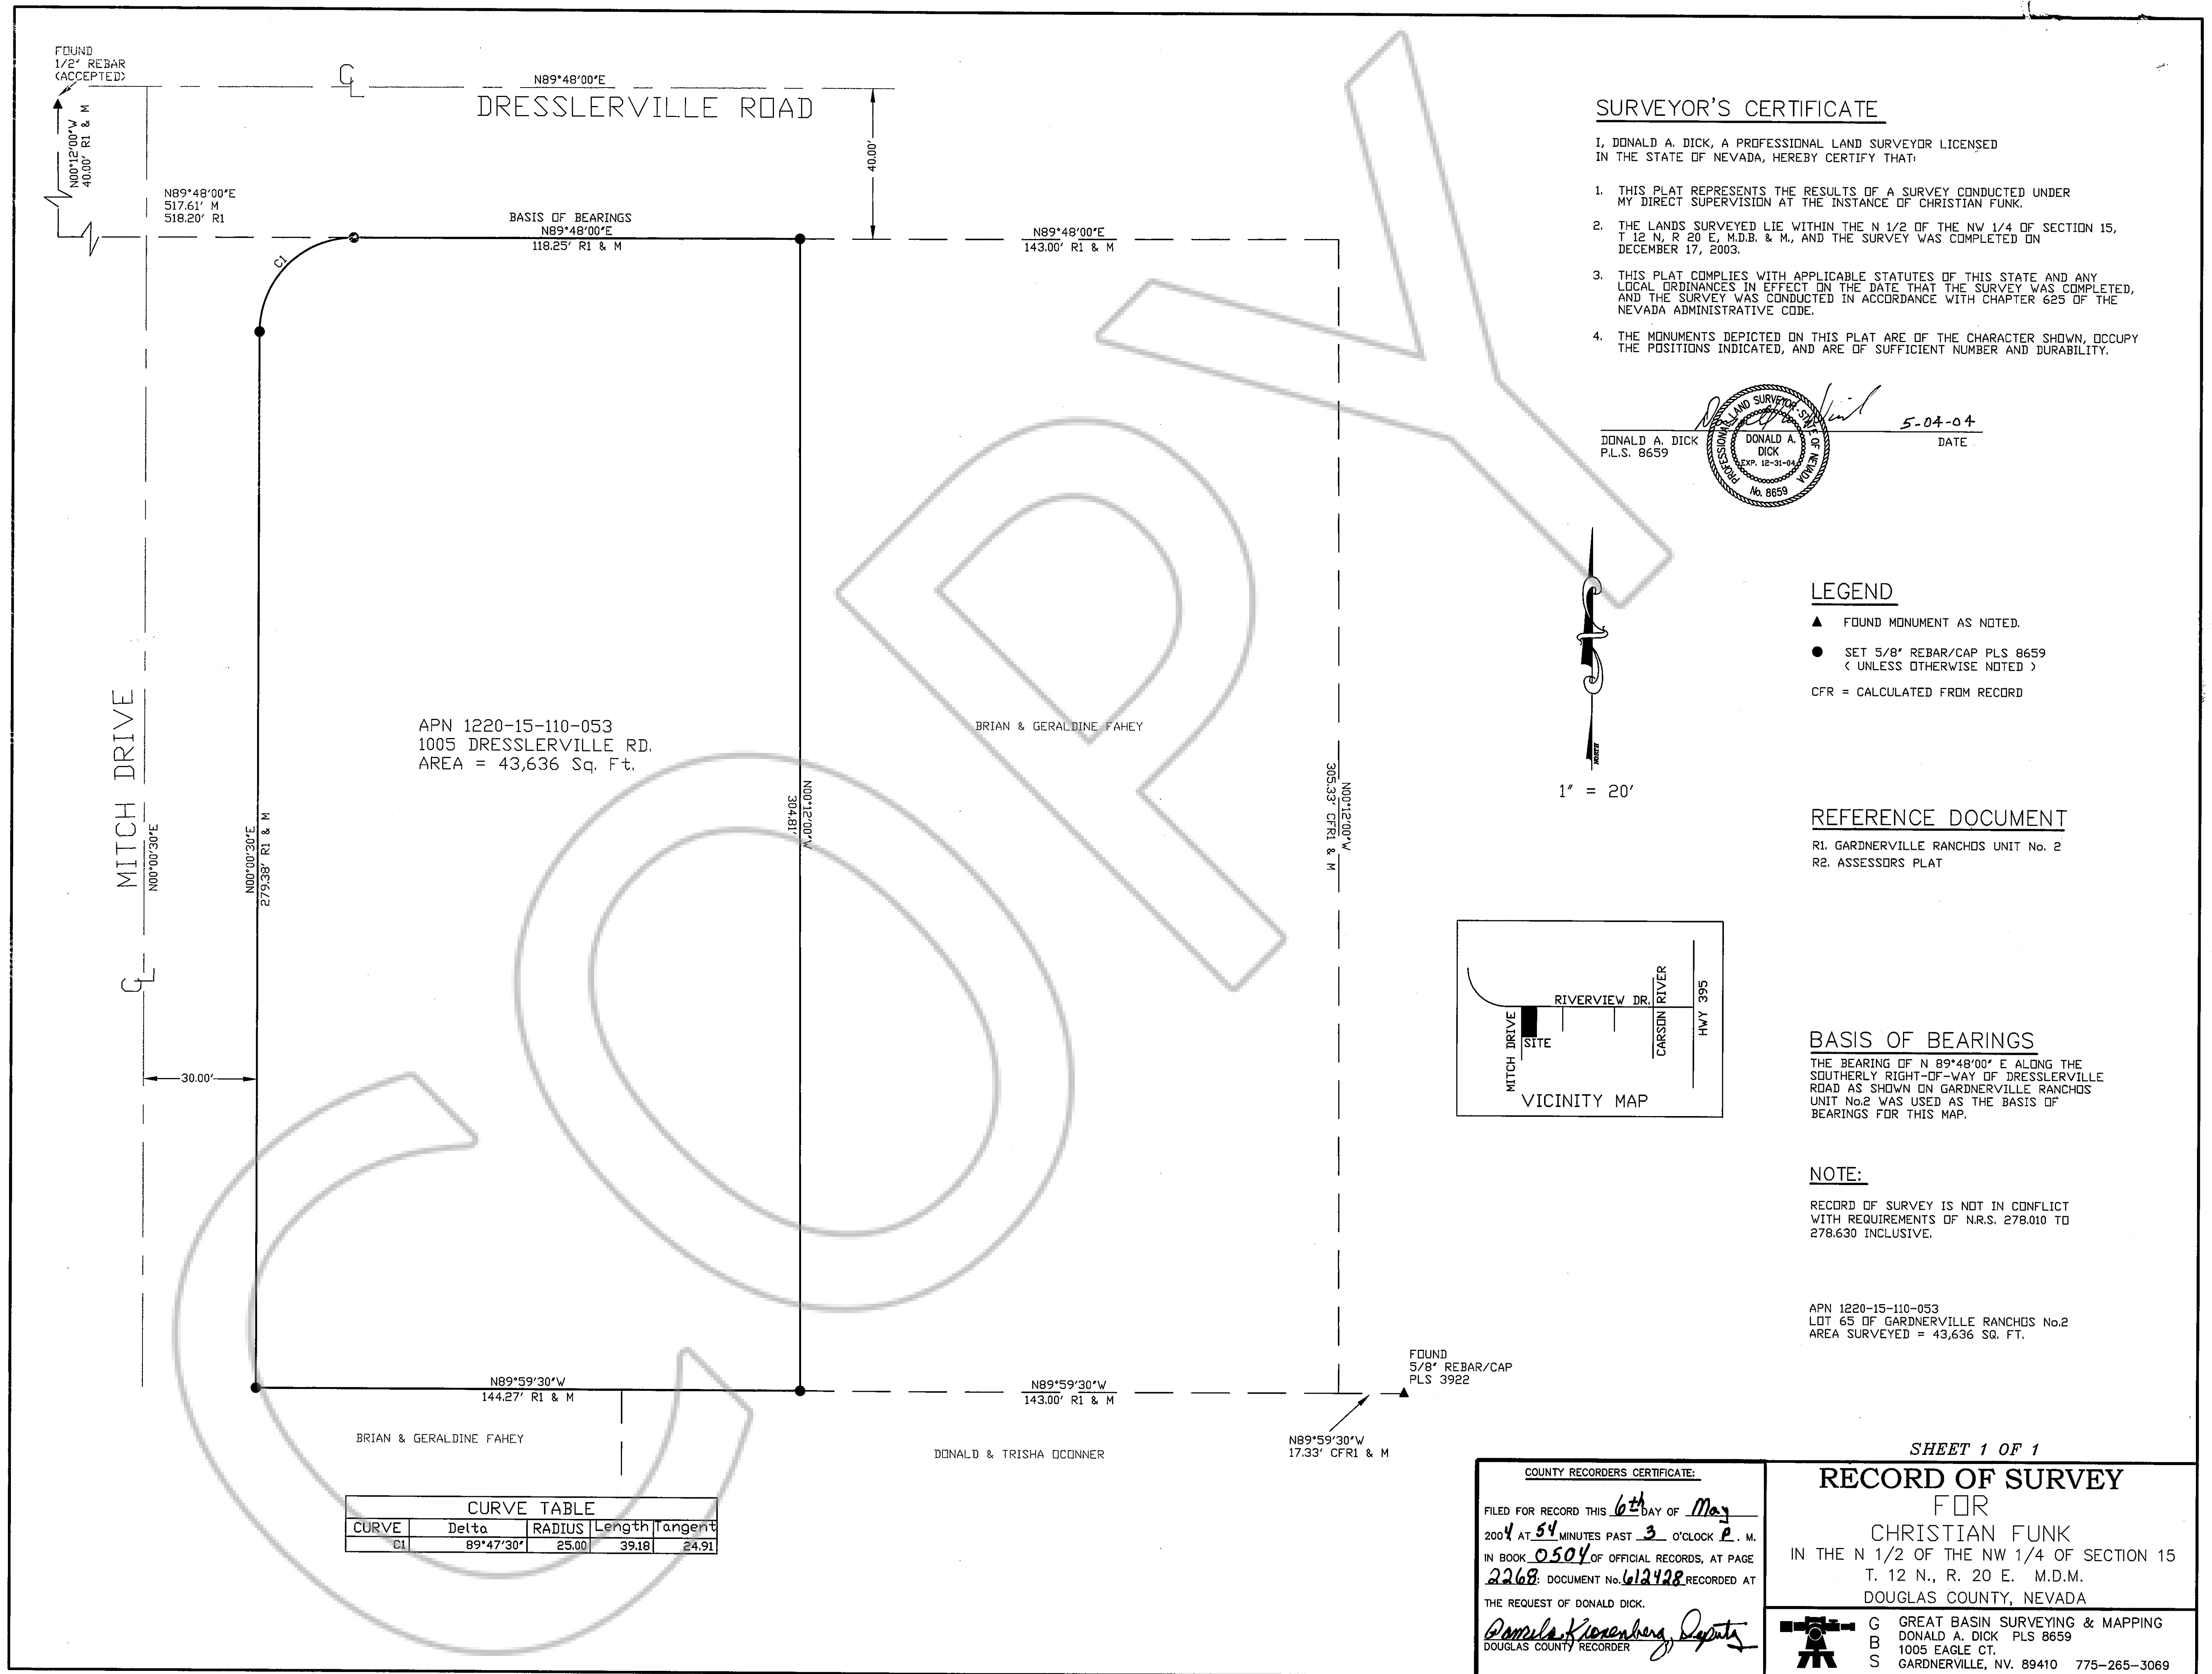 FOUND
1/2" REBAR
(ACCEPTED)
N00°12'00"W
40.00' R1 & M
CL
N89°48'00"E
DRESSLERVILLE ROAD
40.00'
N89°48'00"E
517.61' M
518.20' R1
BASIS OF BEARINGS
N89°48'00"E
118.25' R1 & M
N89°48'00"E
143.00' R1 & M
C1
MITCH DRIVE
N00°00'30"E
CL
30.00'
N00°00'30"E
279.38' R1 & M
APN 1220-15-110-053
1005 DRESSLERVILLE RD.
AREA = 43,636 Sq. Ft.
N00°12'00"W
304.81'
BRIAN & GERALDINE FAHEY
N00°12'00"W
305.33' CFR1 & M
N89°59'30"W
144.27' R1 & M
N89°59'30"W
143.00' R1 & M
FOUND
5/8" REBAR/CAP
PLS 3922
N89°59'30"W
17.33' CFR1 & M
BRIAN & GERALDINE FAHEY
DONALD & TRISHA OCONNER
CURVE TABLE
CURVE Delta RADIUS Length Tangent
C1 89°47'30" 25.00 39.18 24.91
COPY
SURVEYOR'S CERTIFICATE
I, DONALD A. DICK, A PROFESSIONAL LAND SURVEYOR LICENSED
IN THE STATE OF NEVADA, HEREBY CERTIFY THAT:
1. THIS PLAT REPRESENTS THE RESULTS OF A SURVEY CONDUCTED UNDER
MY DIRECT SUPERVISION AT THE INSTANCE OF CHRISTIAN FUNK.
2. THE LANDS SURVEYED LIE WITHIN THE N 1/2 OF THE NW 1/4 OF SECTION 15,
T 12 N, R 20 E, M.D.B. & M., AND THE SURVEY WAS COMPLETED ON
DECEMBER 17, 2003.
3. THIS PLAT COMPLIES WITH APPLICABLE STATUTES OF THIS STATE AND ANY
LOCAL ORDINANCES IN EFFECT ON THE DATE THAT THE SURVEY WAS COMPLETED,
AND THE SURVEY WAS CONDUCTED IN ACCORDANCE WITH CHAPTER 625 OF THE
NEVADA ADMINISTRATIVE CODE.
4. THE MONUMENTS DEPICTED ON THIS PLAT ARE OF THE CHARACTER SHOWN, OCCUPY
THE POSITIONS INDICATED, AND ARE OF SUFFICIENT NUMBER AND DURABILITY.
DONALD A. DICK
P.L.S. 8659
PROFESSIONAL LAND SURVEYOR - STATE OF NEVADA
DONALD A.
DICK
EXP. 12-31-04
No. 8659
5-04-04
DATE
NORTH
1" = 20'
LEGEND
▲ FOUND MONUMENT AS NOTED.
● SET 5/8" REBAR/CAP PLS 8659
( UNLESS OTHERWISE NOTED )
CFR = CALCULATED FROM RECORD
REFERENCE DOCUMENT
R1. GARDNERVILLE RANCHOS UNIT No. 2
R2. ASSESSORS PLAT
RIVERVIEW DR.
MITCH DRIVE
SITE
CARSON RIVER
HWY 395
VICINITY MAP
BASIS OF BEARINGS
THE BEARING OF N 89°48'00" E ALONG THE
SOUTHERLY RIGHT-OF-WAY OF DRESSLERVILLE
ROAD AS SHOWN ON GARDNERVILLE RANCHOS
UNIT No.2 WAS USED AS THE BASIS OF
BEARINGS FOR THIS MAP.
NOTE:
RECORD OF SURVEY IS NOT IN CONFLICT
WITH REQUIREMENTS OF N.R.S. 278.010 TO
278.630 INCLUSIVE.
APN 1220-15-110-053
LOT 65 OF GARDNERVILLE RANCHOS No.2
AREA SURVEYED = 43,636 SQ. FT.
SHEET 1 OF 1
COUNTY RECORDERS CERTIFICATE:
FILED FOR RECORD THIS 6th DAY OF May
2004 AT 54 MINUTES PAST 3 O'CLOCK P. M.
IN BOOK 0504 OF OFFICIAL RECORDS, AT PAGE
2268: DOCUMENT No. 612428 RECORDED AT
THE REQUEST OF DONALD DICK.
Pamela Kronenberg, Deputy
DOUGLAS COUNTY RECORDER
RECORD OF SURVEY
FOR
CHRISTIAN FUNK
IN THE N 1/2 OF THE NW 1/4 OF SECTION 15
T. 12 N., R. 20 E. M.D.M.
DOUGLAS COUNTY, NEVADA
GBS
GREAT BASIN SURVEYING & MAPPING
DONALD A. DICK PLS 8659
1005 EAGLE CT.
GARDNERVILLE, NV. 89410 775-265-3069